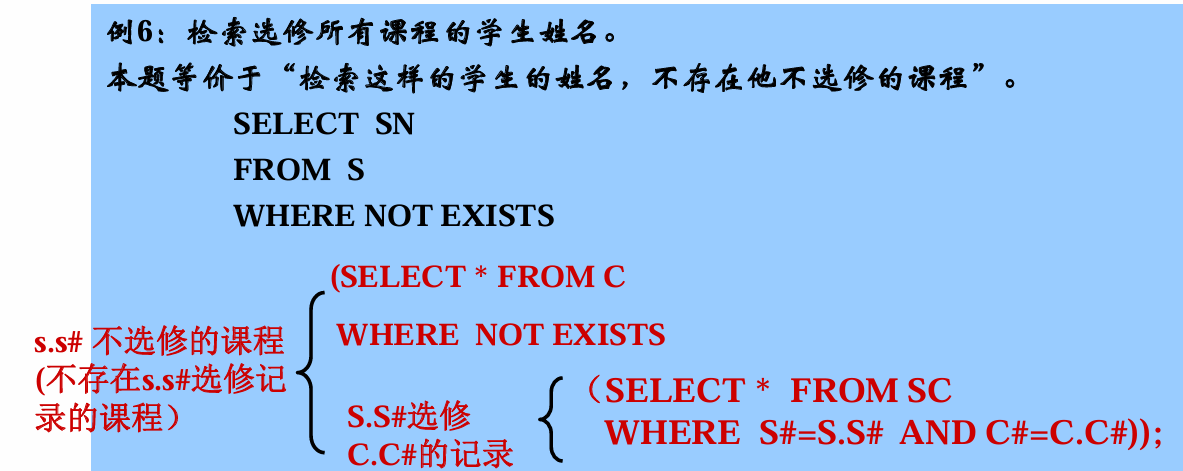 例6：检索选修所有课程的学生姓名。
本题等价于“检索这样的学生的姓名，不存在他不选修的课程”。
SELECT SN
FROM S
WHERE NOT EXISTS
(SELECT * FROM C
WHERE NOT EXISTS
s.s# 不选修的课程
(不存在s.s#选修记
录的课程）
S.S#选修
C.C#的记录
（SELECT * FROM SC
WHERE S#=S.S# AND C#=C.C#));